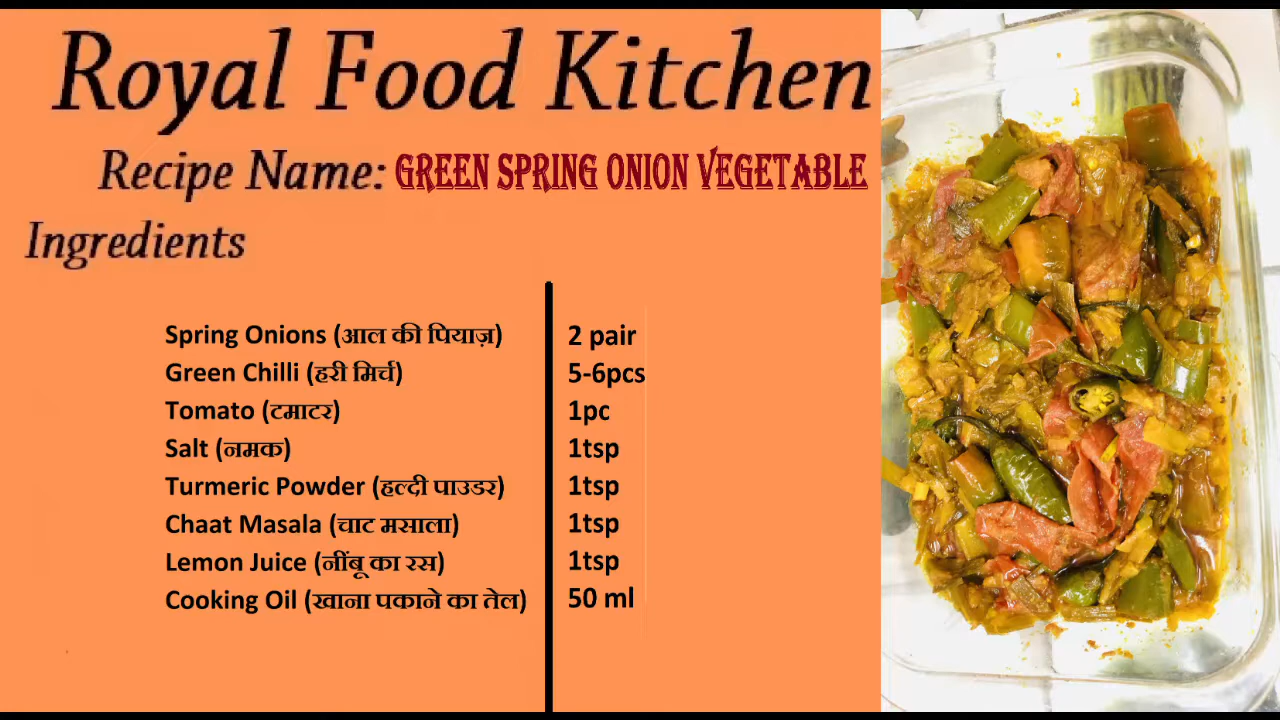 Royal Food Kitchen
Recipe Name: GREEN SPRING ONION VEGETABLE
Ingredients
Spring Onions (आल की पियाज़) 2 pair
Green Chilli (हरी मिर्च) 5-6pcs
Tomato (टमाटर) 1pc
Salt (नमक) 1tsp
Turmeric Powder (हल्दी पाउडर) 1tsp
Chaat Masala (चाट मसाला) 1tsp
Lemon Juice (नींबू का रस) 1tsp
Cooking Oil (खाना पकाने का तेल) 50 ml